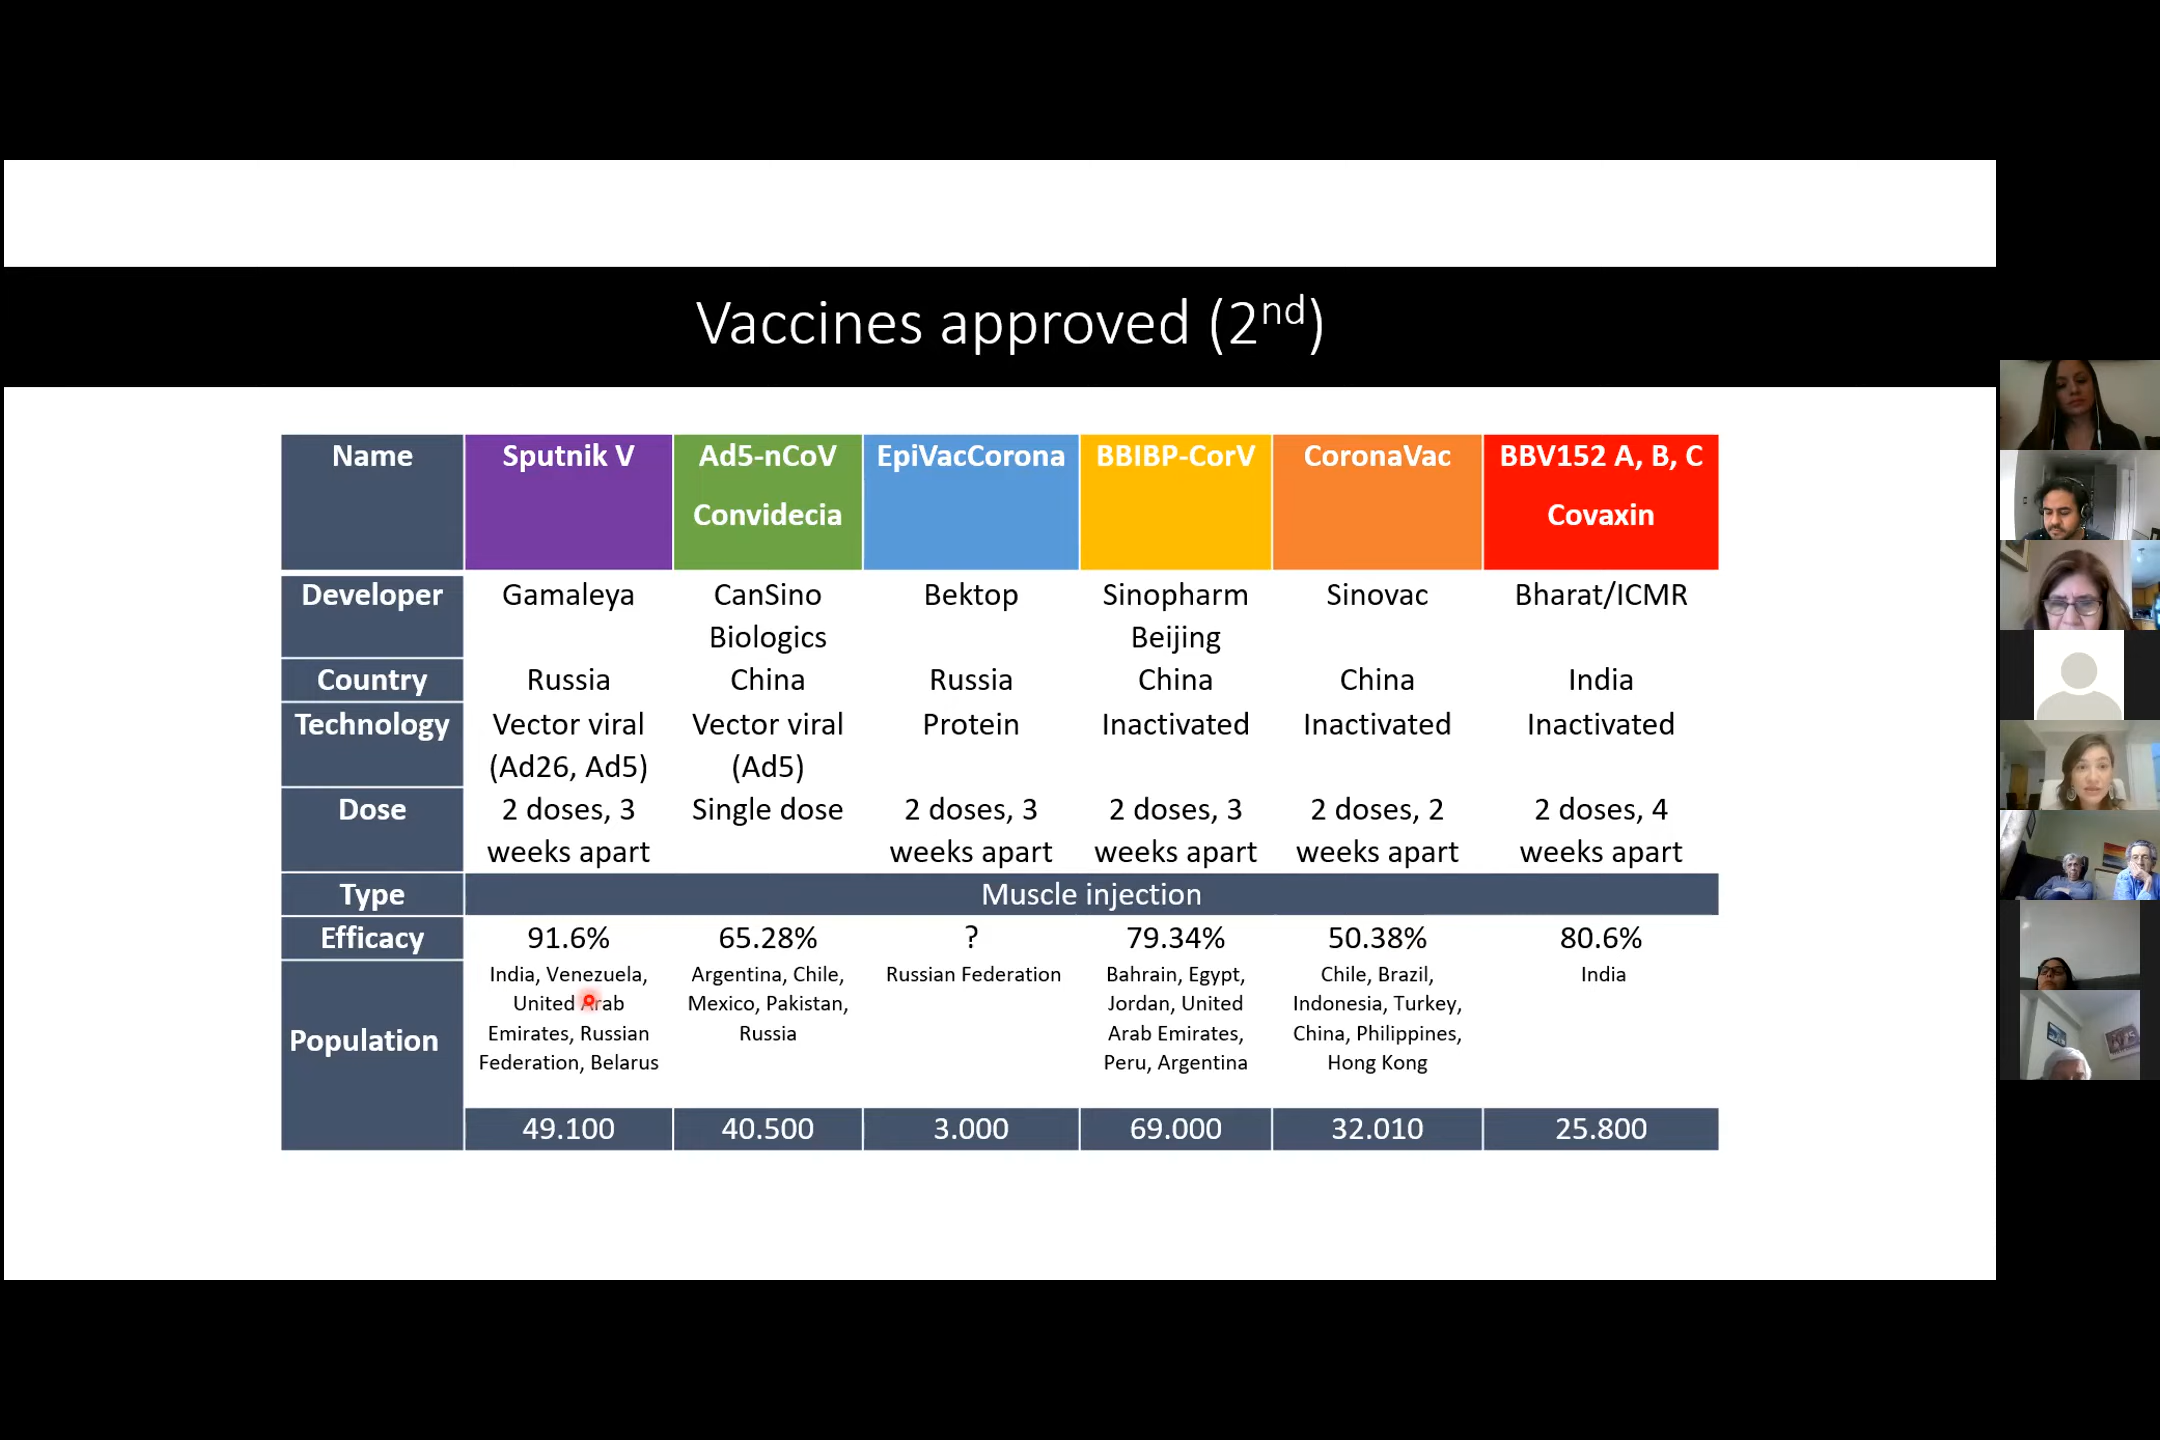 Vaccines approved (2nd)
Name Sputnik V Ad5-nCoV EpiVacCorona BBIBP-CorV CoronaVac BBV152 A, B, C
Convidecia Covaxin
Developer Gamaleya CanSino Bektop Sinopharm Sinovac Bharat/ICMR
Biologics Beijing
Country Russia China Russia China China India
Technology Vector viral Vector viral Protein Inactivated Inactivated Inactivated
(Ad26, Ad5) (Ad5)
Dose 2 doses, 3 Single dose 2 doses, 3 2 doses, 3 2 doses, 2 2 doses, 4
weeks apart weeks apart weeks apart weeks apart weeks apart
Type Muscle injection
Efficacy 91.6% 65.28% ? 79.34% 50.38% 80.6%
India, Venezuela, Argentina, Chile, Russian Federation Bahrain, Egypt, Chile, Brazil, India
United Arab Mexico, Pakistan, Jordan, United Indonesia, Turkey,
Population Emirates, Russian Russia Arab Emirates, China, Philippines,
Federation, Belarus Peru, Argentina Hong Kong
49.100 40.500 3.000 69.000 32.010 25.800